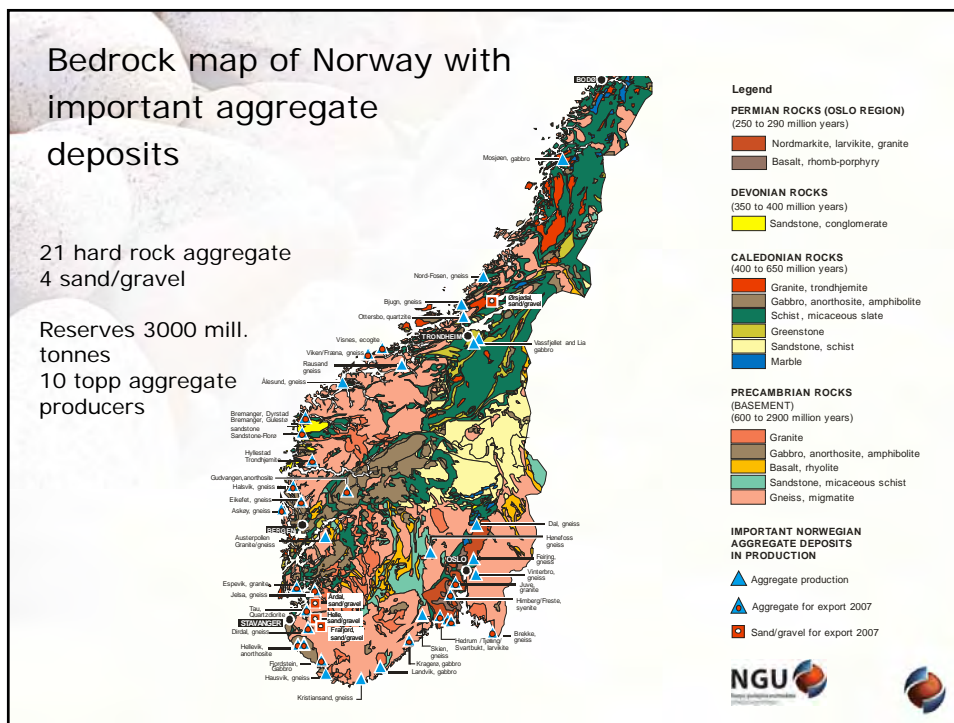 Bedrock map of Norway with
important aggregate
deposits
21 hard rock aggregate
4 sand/gravel
Reserves 3000 mill.
tonnes
10 topp aggregate
producers
BODØ
Mosjøen, gabbro
Nord-Fosen, gneiss
Bjugn, gneiss
Ørsjødal,
sand/gravel
Ottersbo, quartzite
TRONDHEIM
Visnes, ecogite
Vassfjellet and Lia
gabbro
Viken/Fræna, gneiss
Rausand
gneiss
Ålesund, gneiss
Bremanger, Dyrstad
Bremanger, Guleste
sandstone
Sandstone-Florø
Hyllestad
Trondhjemite
Gudvangen,anorthosite
Halsvik, gneiss
Eikefet, gneiss
Askøy, gneiss
BERGEN
Austerpollen
Granite/gneiss
Dal, gneiss
Hønefoss
gneiss
OSLO
Feiring,
gneiss
Vinterbro,
gneiss
Juve,
granite
Himberg/Freste,
syenite
Espevik, granite
Jelsa, gneiss
Årdal,
sand/gravel
Tau,
Quartzdiorite
Helle,
sand/gravel
STAVANGER
Frafjord,
sand/gravel
Dirdal, gneiss
Hellevik,
anorthosite
Fjordstein,
Gabbro
Hausvik, gneiss
Kristiansand, gneiss
Landvik, gabbro
Kragerø, gabbro
Skien,
gneiss
Hedrum /Tjølling/
Svartbukt, larvikite
Brekke,
gneiss
Legend
PERMIAN ROCKS (OSLO REGION)
(250 to 290 million years)
Nordmarkite, larvikite, granite
Basalt, rhomb-porphyry
DEVONIAN ROCKS
(350 to 400 million years)
Sandstone, conglomerate
CALEDONIAN ROCKS
(400 to 650 million years)
Granite, trondhjemite
Gabbro, anorthosite, amphibolite
Schist, micaceous slate
Greenstone
Sandstone, schist
Marble
PRECAMBRIAN ROCKS
(BASEMENT)
(600 to 2900 million years)
Granite
Gabbro, anorthosite, amphibolite
Basalt, rhyolite
Sandstone, micaceous schist
Gneiss, migmatite
IMPORTANT NORWEGIAN
AGGREGATE DEPOSITS
IN PRODUCTION
Aggregate production
Aggregate for export 2007
Sand/gravel for export 2007
NGU